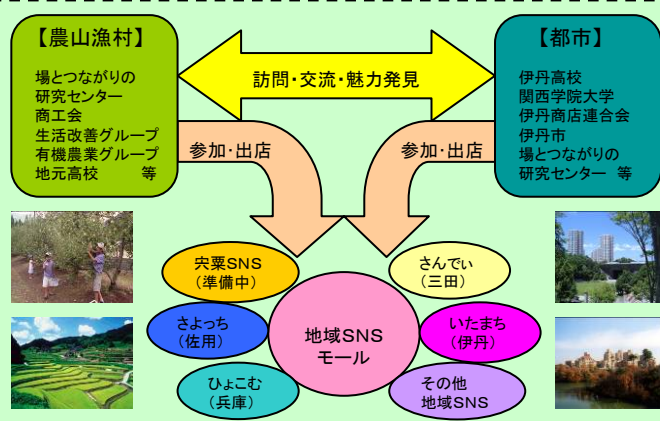 【農山漁村】
場とつながりの
研究センター
商工会
生活改善グループ
有機農業グループ
地元高校　等
訪問・交流・魅力発見
【都市】
伊丹高校
関西学院大学
伊丹商店連合会
伊丹市
場とつながりの
研究センター 等
参加・出店
参加・出店
宍粟SNS
(準備中)
さんでぃ
(三田)
さよっち
(佐用)
地域SNS
モール
いたまち
(伊丹)
ひょこむ
(兵庫)
その他
地域SNS